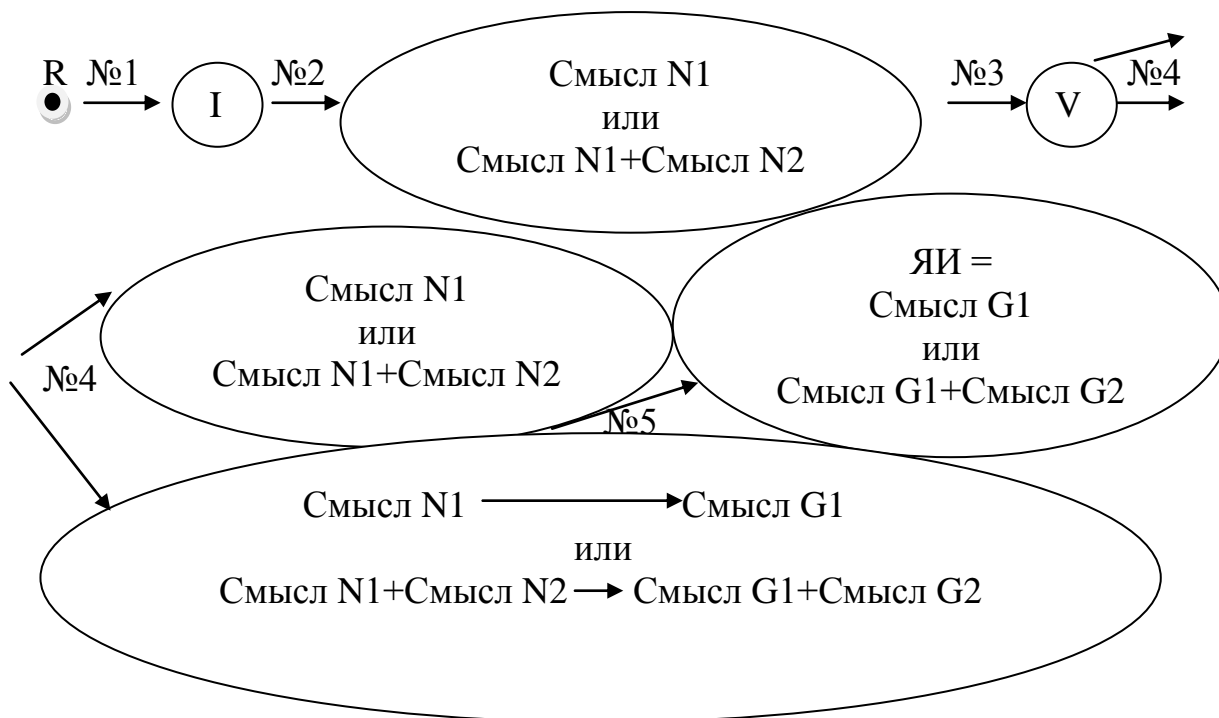 R №1 I №2
Смысл N1
или
Смысл N1+Смысл N2
№3 V №4
№4
Смысл N1
или
Смысл N1+Смысл N2
№5
ЯИ =
Смысл G1
или
Смысл G1+Смысл G2
Смысл N1 Смысл G1
или
Смысл N1+Смысл N2 Смысл G1+Смысл G2